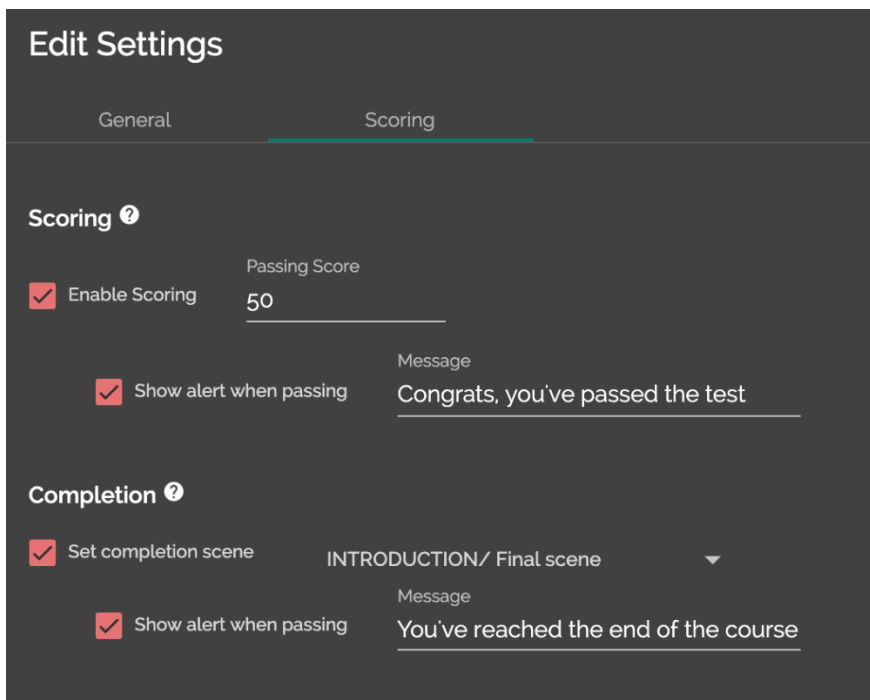 Edit Settings
General Scoring
Scoring ?
Passing Score
Enable Scoring 50
Message
Show alert when passing Congrats, you've passed the test
Completion ?
Set completion scene INTRODUCTION/ Final scene
Message
Show alert when passing You've reached the end of the course